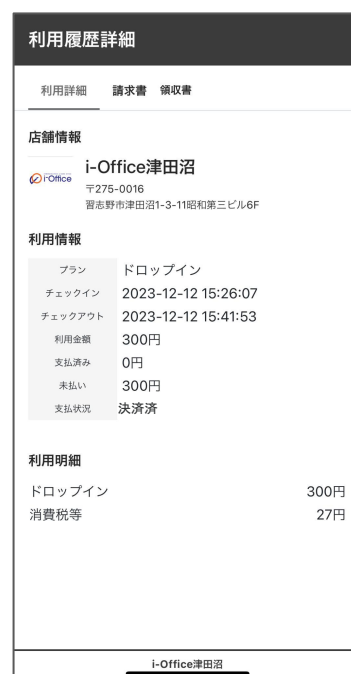 利用履歴詳細
利用詳細 請求書 領収書
店舗情報
i-Office
i-Office津田沼
〒275-0016
習志野市津田沼1-3-11昭和第三ビル6F
利用情報
プラン ドロップイン
チェックイン 2023-12-12 15:26:07
チェックアウト 2023-12-12 15:41:53
利用金額 300円
支払済み 0円
未払い 300円
支払状況 決済済
利用明細
ドロップイン 300円
消費税等 27円
i-Office津田沼